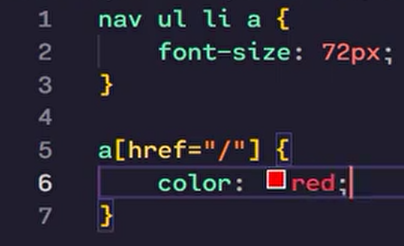 1 nav ul li a {
2 font-size: 72px;
3 }
4
5 a[href="/"] {
6 color: red;
7 }